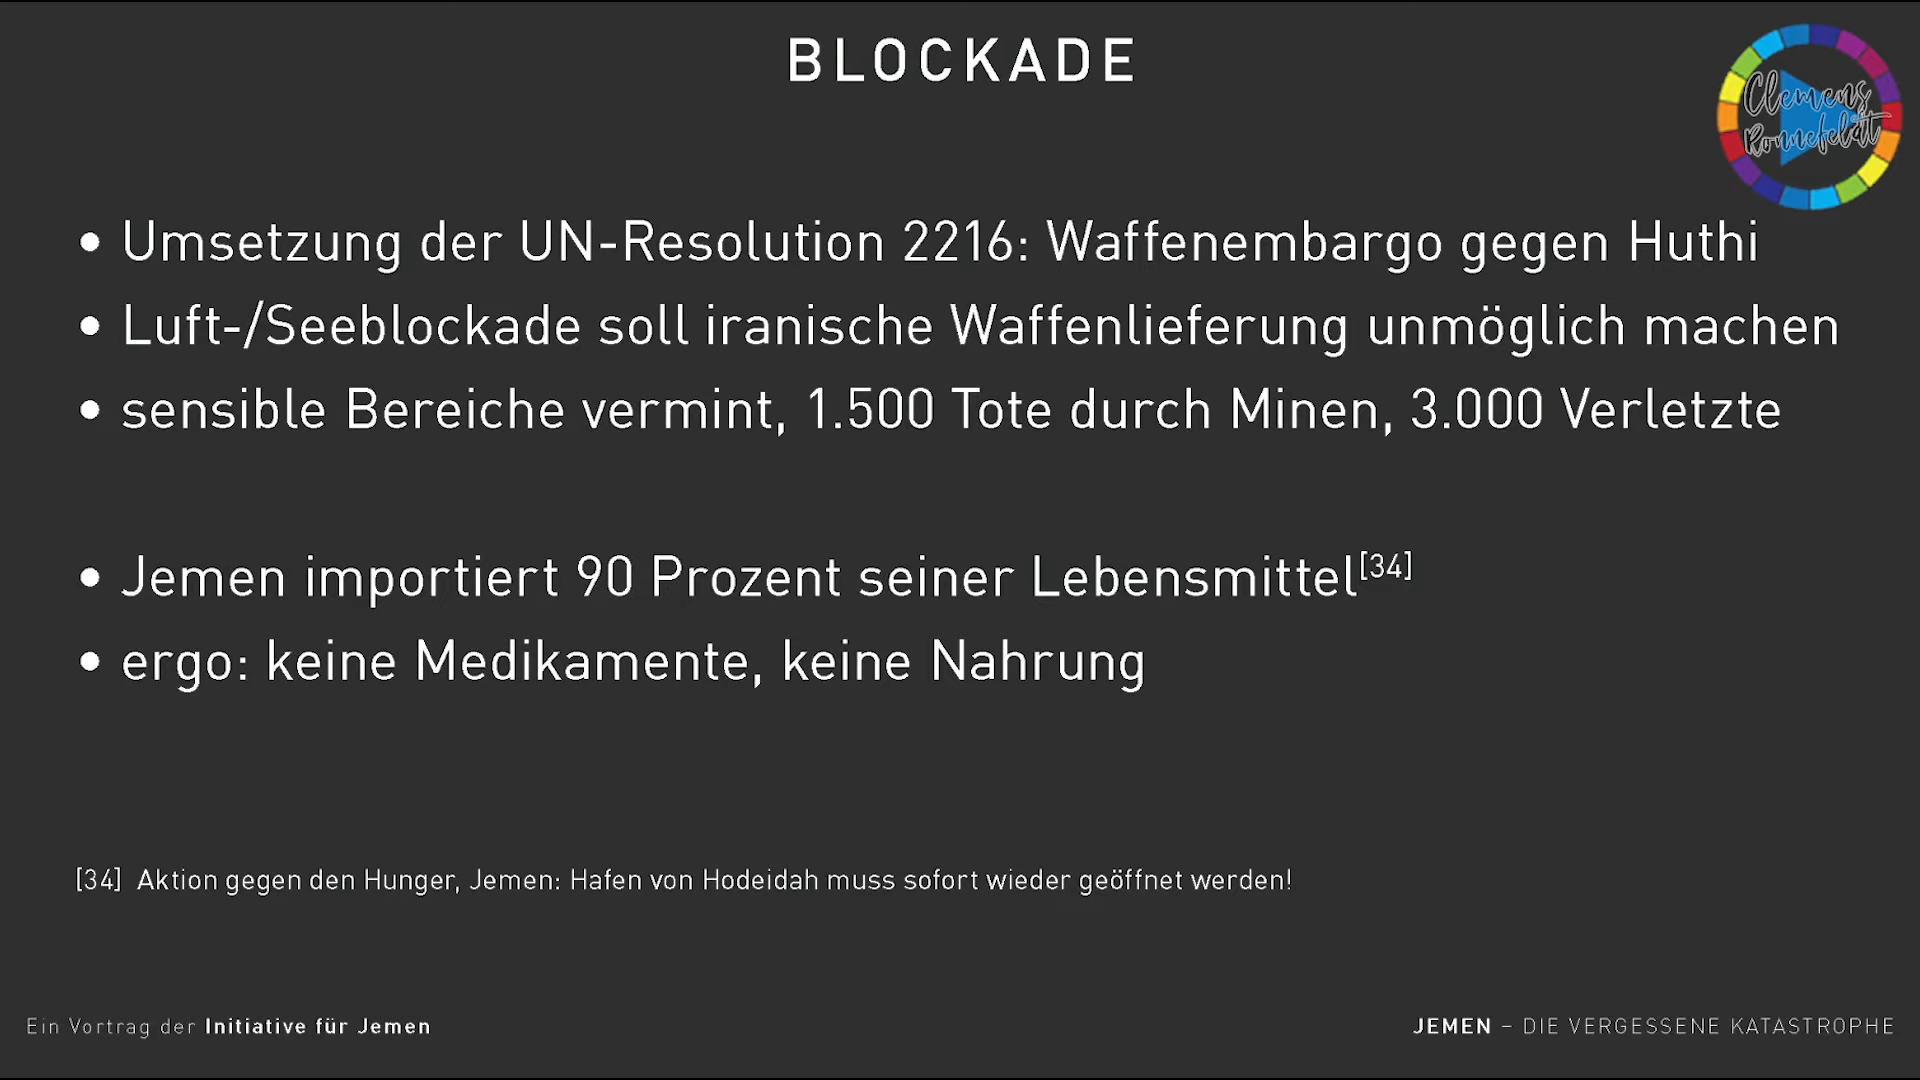 BLOCKADE
Clemens
Ronnefeldt
• Umsetzung der UN-Resolution 2216: Waffenembargo gegen Huthi
• Luft-/Seeblockade soll iranische Waffenlieferung unmöglich machen
• sensible Bereiche vermint, 1.500 Tote durch Minen, 3.000 Verletzte
• Jemen importiert 90 Prozent seiner Lebensmittel[34]
• ergo: keine Medikamente, keine Nahrung
[34] Aktion gegen den Hunger, Jemen: Hafen von Hodeidah muss sofort wieder geöffnet werden!
Ein Vortrag der Initiative für Jemen
JEMEN – DIE VERGESSENE KATASTROPHE